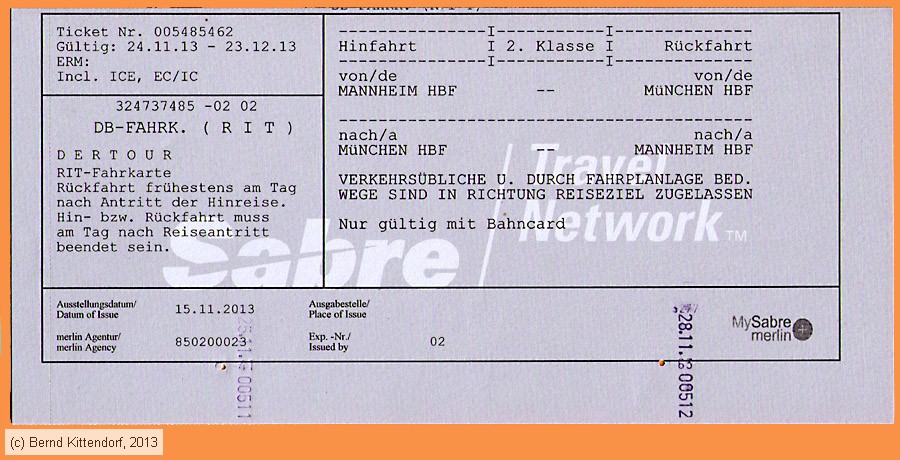 Ticket Nr. 005485462
Gültig: 24.11.13 - 23.12.13
ERM:
Incl. ICE, EC/IC
324737485 -02 02
DB-FAHRK. ( R I T )
D E R T O U R
RIT-Fahrkarte
Rückfahrt frühestens am Tag
nach Antritt der Hinreise.
Hin- bzw. Rückfahrt muss
am Tag nach Reiseantritt
beendet sein.
Hinfahrt I 2. Klasse I Rückfahrt
von/de von/de
MANNHEIM HBF -- MüNCHEN HBF
nach/a nach/a
MüNCHEN HBF -- MANNHEIM HBF
VERKEHRSÜBLICHE U. DURCH FAHRPLANLAGE BED.
WEGE SIND IN RICHTUNG REISEZIEL ZUGELASSEN
Nur gültig mit Bahncard
Sabre Travel Network™
Ausstellungsdatum/ 15.11.2013 Ausgabestelle/
Datum of Issue Place of Issue
merlin Agentur/ 850200023 Exp. -Nr./ 02
merlin Agency Issued by
MySabre
merlin
28.11. 00512
00511
(c) Bernd Kittendorf, 2013